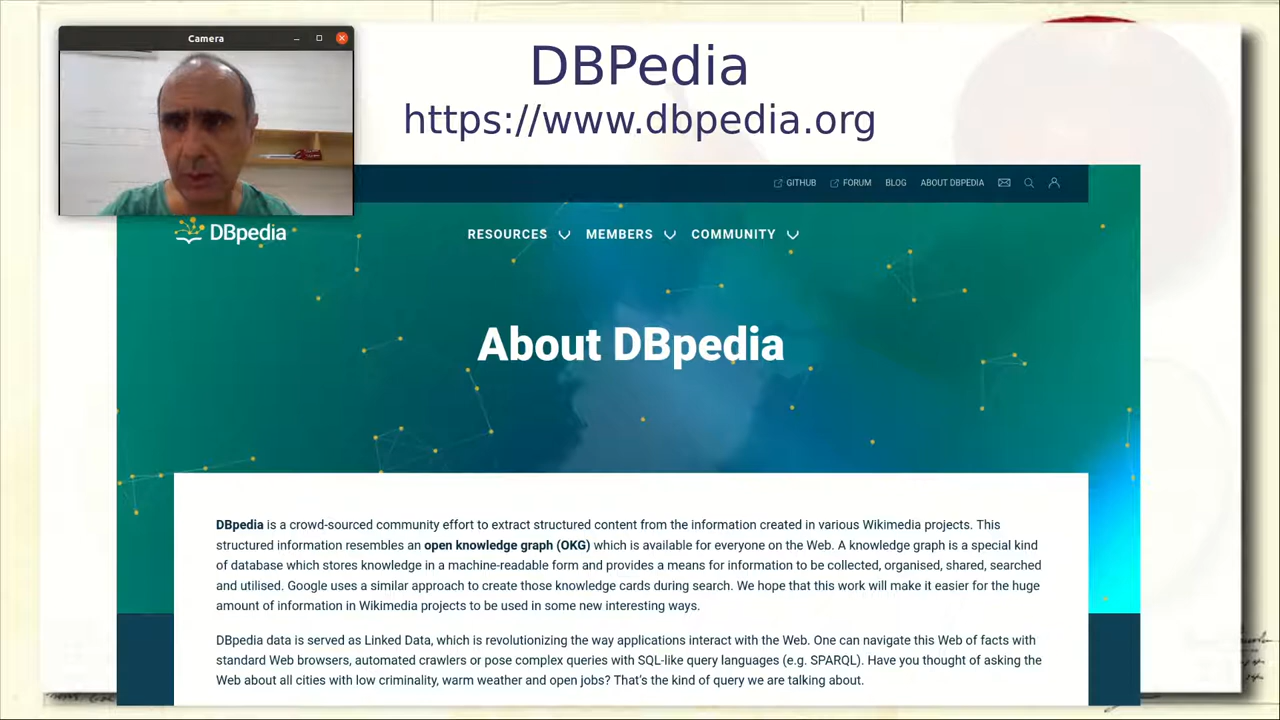 Camera
DBPedia
https://www.dbpedia.org
GITHUB FORUM BLOG ABOUT DBPEDIA
DBpedia RESOURCES MEMBERS COMMUNITY
About DBpedia
DBpedia is a crowd-sourced community effort to extract structured content from the information created in various Wikimedia projects. This
structured information resembles an open knowledge graph (OKG) which is available for everyone on the Web. A knowledge graph is a special kind
of database which stores knowledge in a machine-readable form and provides a means for information to be collected, organised, shared, searched
and utilised. Google uses a similar approach to create those knowledge cards during search. We hope that this work will make it easier for the huge
amount of information in Wikimedia projects to be used in some new interesting ways.
DBpedia data is served as Linked Data, which is revolutionizing the way applications interact with the Web. One can navigate this Web of facts with
standard Web browsers, automated crawlers or pose complex queries with SQL-like query languages (e.g. SPARQL). Have you thought of asking the
Web about all cities with low criminality, warm weather and open jobs? That's the kind of query we are talking about.